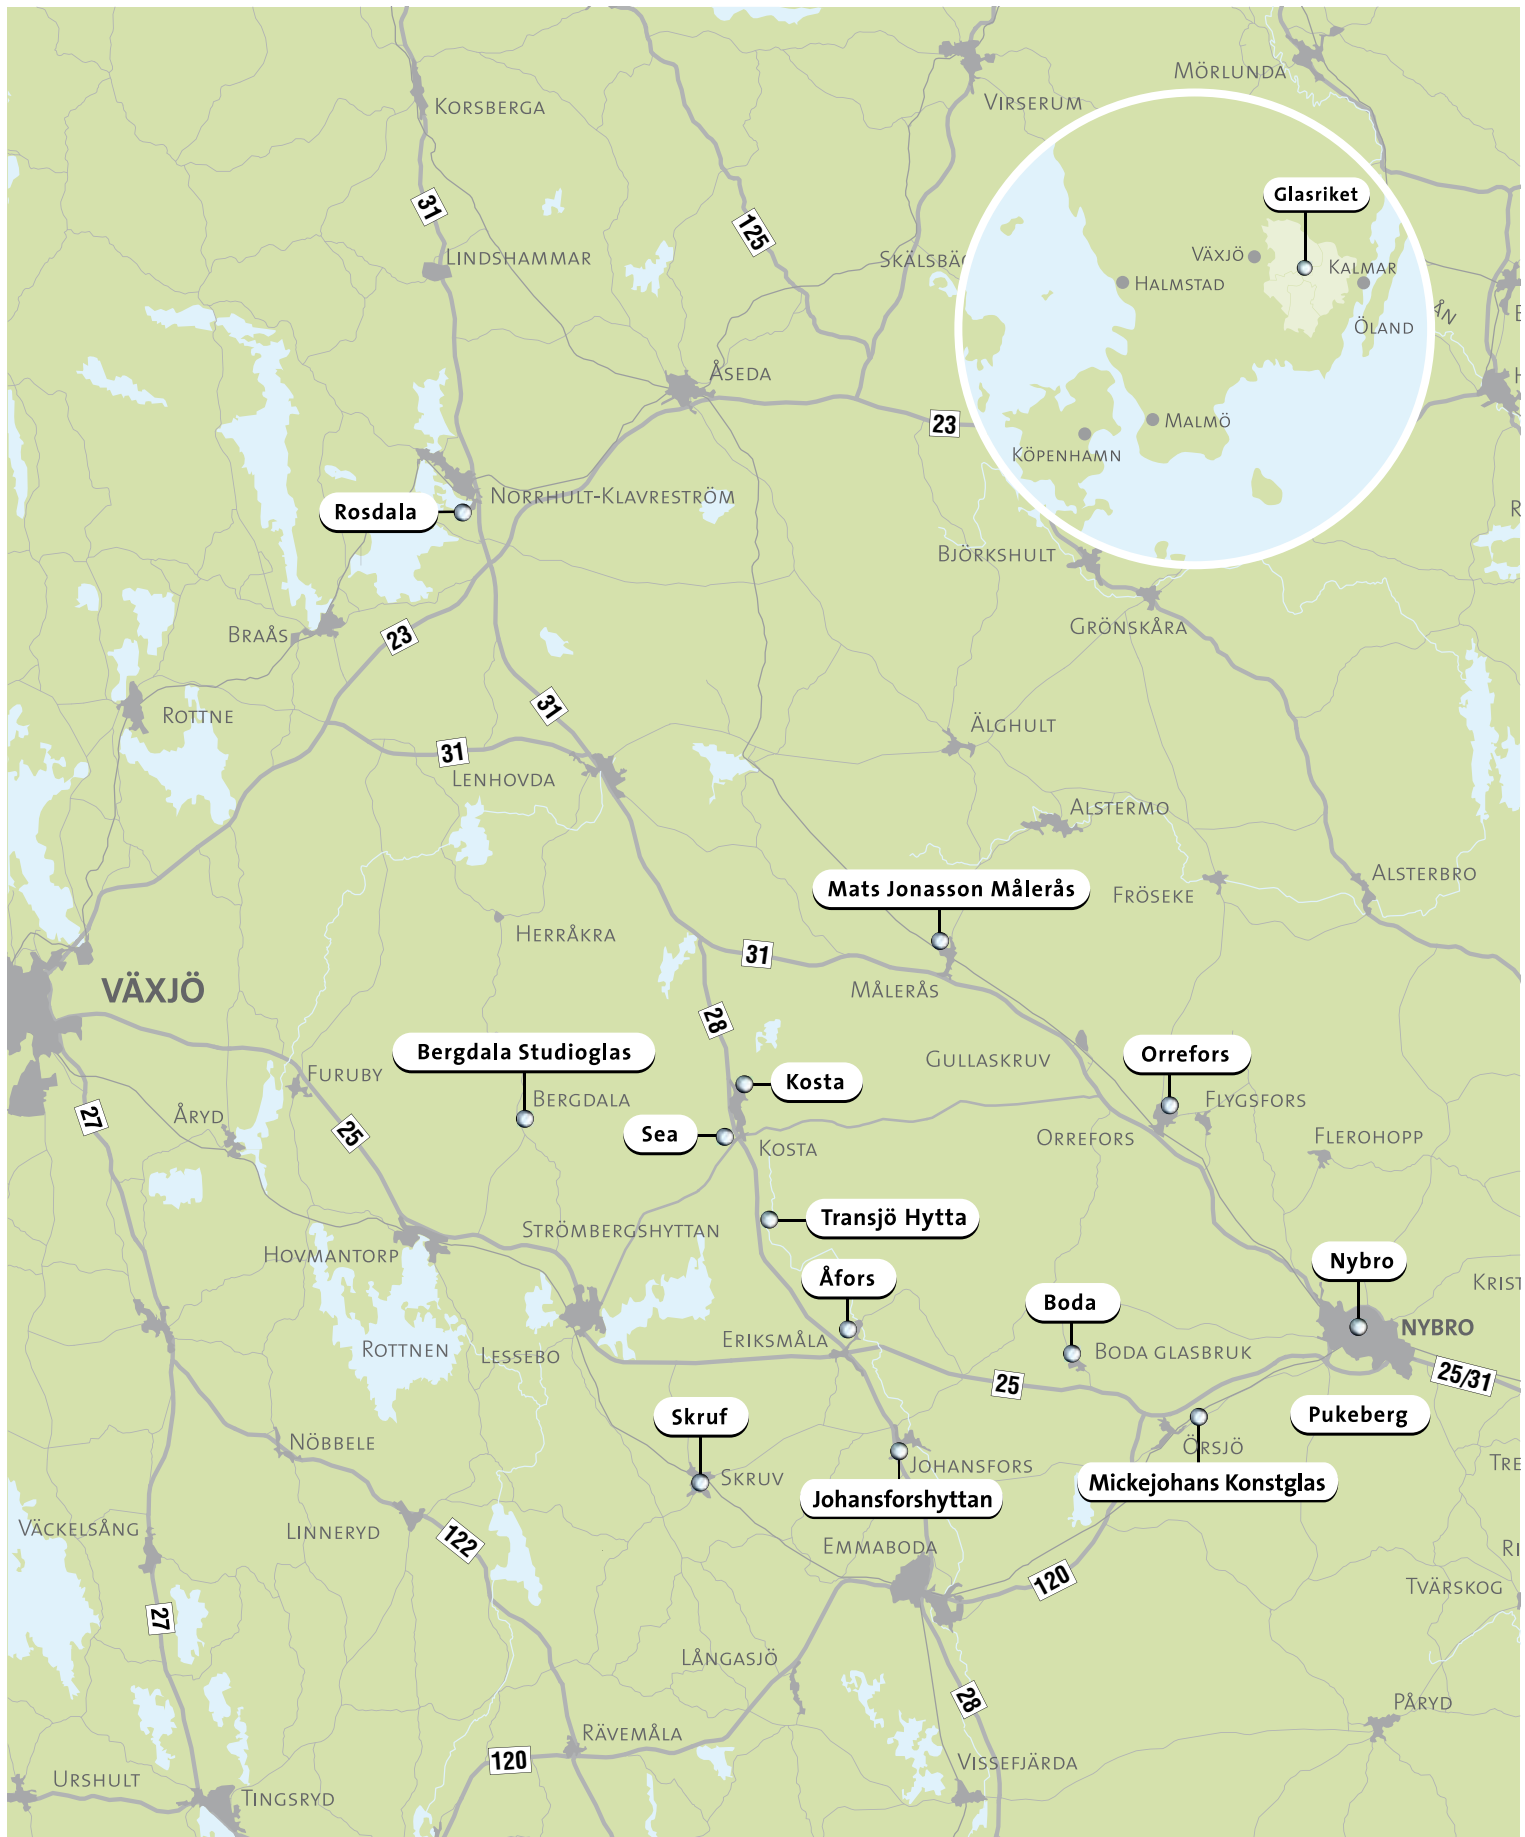 Mörlunda
Korsberga
Virserum
31
Glasriket
125
Lindshammar
Växjö
Kalmar
Halmstad
Öland
Åseda
23
Malmö
Köpenhamn
Norrhult-Klavreström
Rosdala
Björkshult
Grönskåra
Braås
23
31
Rottne
Älghult
31
Lenhovda
Alstermo
Mats Jonasson Målerås
Alsterbro
Fröseke
Herråkra
31
VÄXJÖ
Målerås
28
Bergdala Studioglas
Gullaskruv
Orrefors
Furuby
Kosta
Bergdala
Flygsfors
27
Åryd
25
Sea
Orrefors
Flerohopp
Kosta
Transjö Hytta
Strömbergshyttan
Hovmantorp
Nybro
Åfors
Boda
NYBRO
Eriksmåla
Rottnen
Lessebo
Boda glasbruk
25/31
25
Skruf
Pukeberg
Nöbbele
Örsjö
Johansfors
Skruv
Mickejohans Konstglas
Johansforshyttan
Väckelsång
Linneryd
122
Emmaboda
120
Tvärskog
27
Långasjö
28
Påryd
Rävemåla
120
Vissefjärda
Urshult
Tingsryd